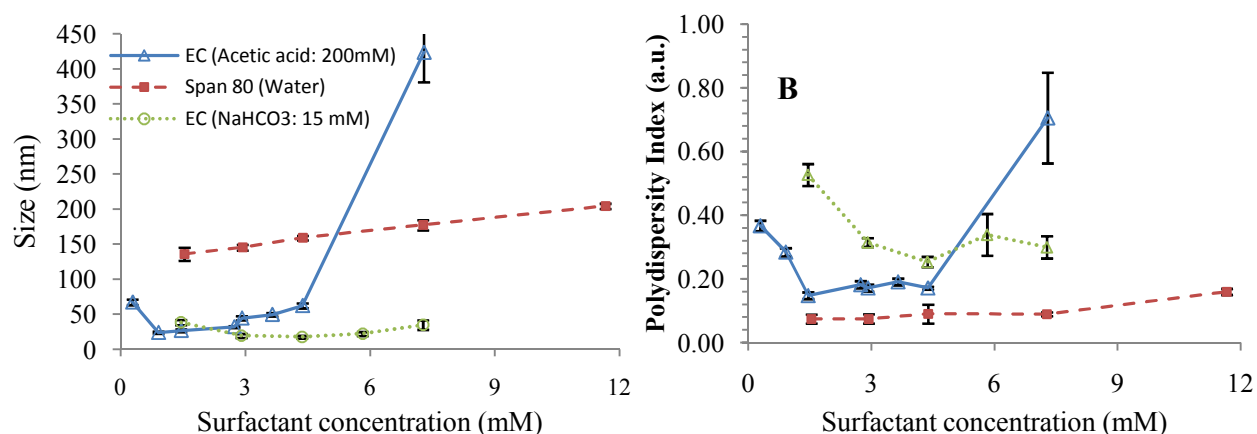 450
400
350
300
250
200
150
100
50
0
Size (nm)
EC (Acetic acid: 200mM)
Span 80 (Water)
EC (NaHCO3: 15 mM)
0 3 6 9 12
Surfactant concentration (mM)
1.00
0.80
0.60
0.40
0.20
0.00
Polydispersity Index (a.u.)
B
0 3 6 9 12
Surfactant concentration (mM)